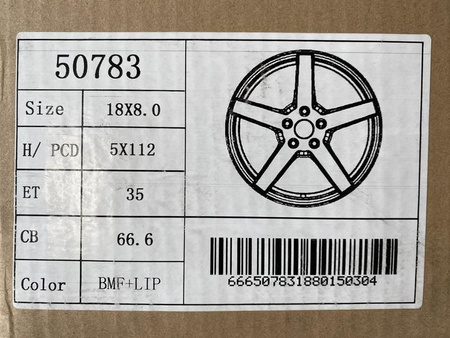 50783
Size 18X8.0
H/ PCD 5X112
ET 35
CB 66.6
Color BMF+LIP
666507831880150304